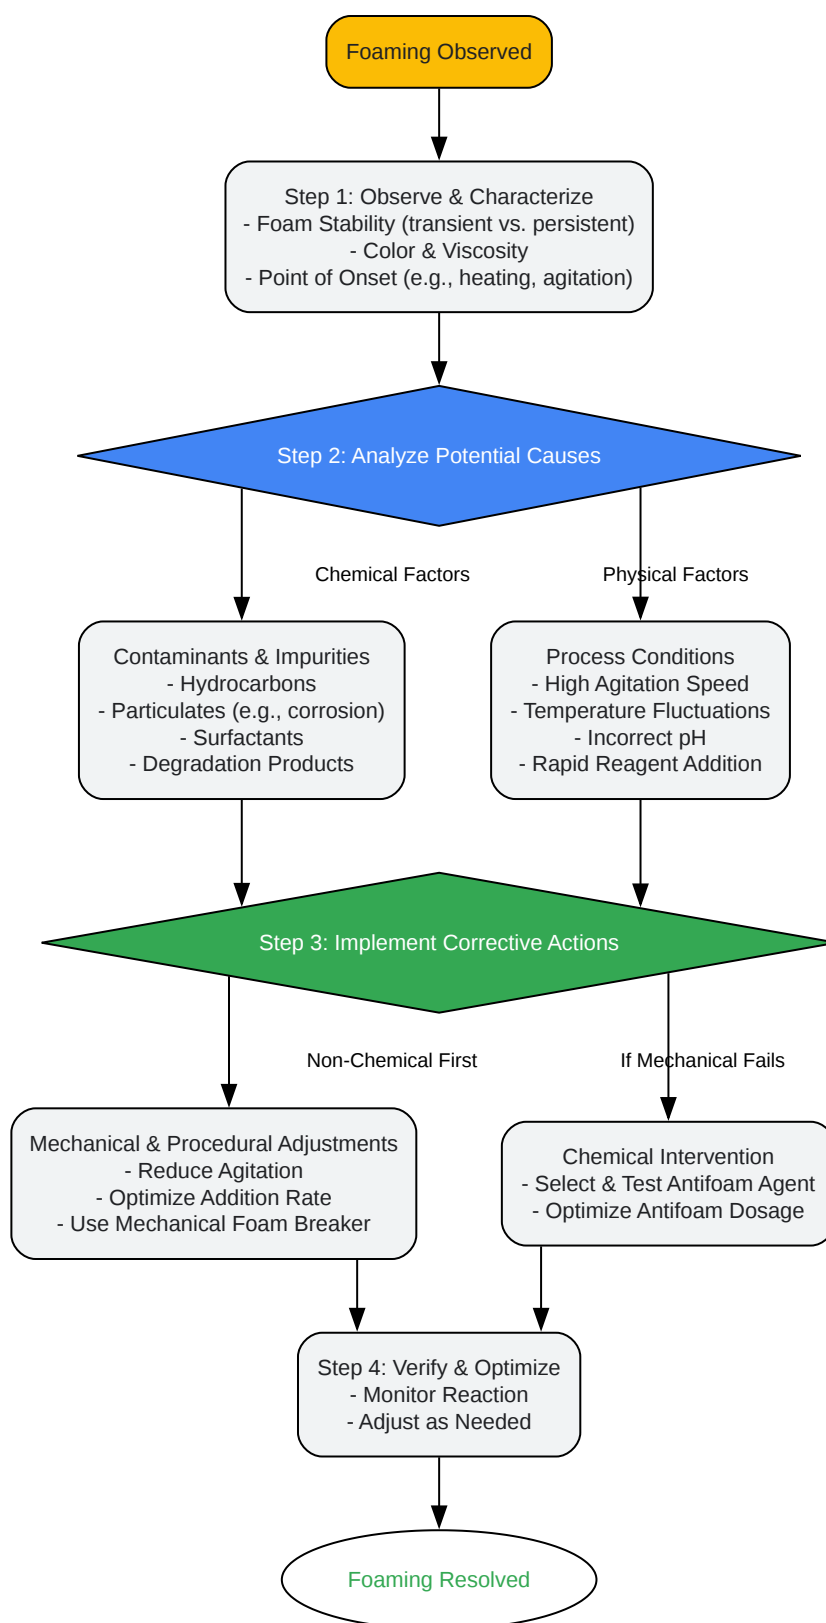 Foaming Observed
Step 1: Observe & Characterize
- Foam Stability (transient vs. persistent)
- Color & Viscosity
- Point of Onset (e.g., heating, agitation)
Step 2: Analyze Potential Causes
Chemical Factors
Physical Factors
Contaminants & Impurities
- Hydrocarbons
- Particulates (e.g., corrosion)
- Surfactants
- Degradation Products
Process Conditions
- High Agitation Speed
- Temperature Fluctuations
- Incorrect pH
- Rapid Reagent Addition
Step 3: Implement Corrective Actions
Non-Chemical First
If Mechanical Fails
Mechanical & Procedural Adjustments
- Reduce Agitation
- Optimize Addition Rate
- Use Mechanical Foam Breaker
Chemical Intervention
- Select & Test Antifoam Agent
- Optimize Antifoam Dosage
Step 4: Verify & Optimize
- Monitor Reaction
- Adjust as Needed
Foaming Resolved